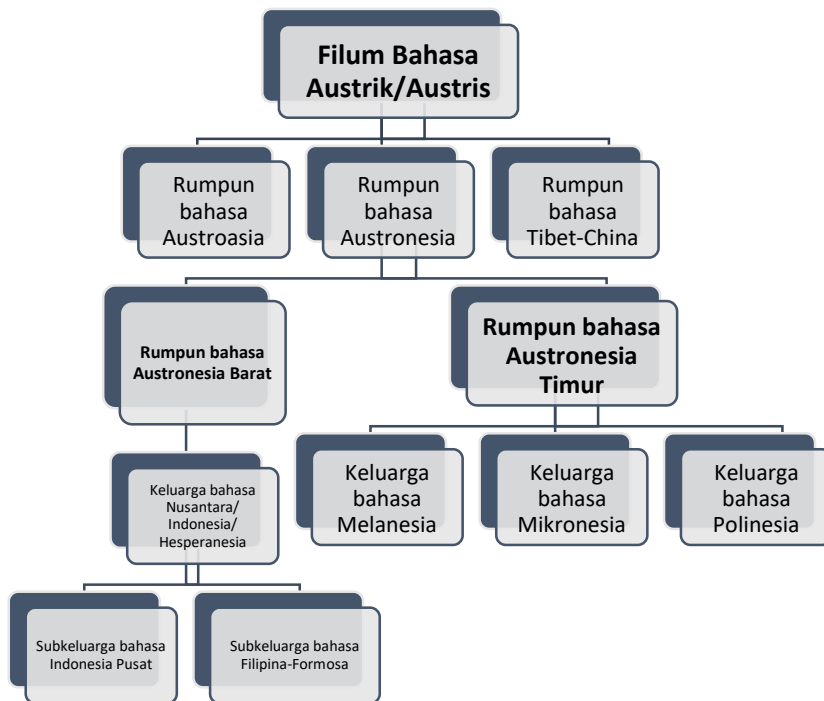 Filum Bahasa
Austrik/Austris
Rumpun
bahasa
Austroasia
Rumpun
bahasa
Austronesia
Rumpun
bahasa
Tibet-China
Rumpun bahasa
Austronesia Barat
Rumpun bahasa
Austronesia
Timur
Keluarga bahasa
Nusantara/
Indonesia/
Hesperanesia
Keluarga
bahasa
Melanesia
Keluarga
bahasa
Mikronesia
Keluarga
bahasa
Polinesia
Subkeluarga bahasa
Indonesia Pusat
Subkeluarga bahasa
Filipina-Formosa